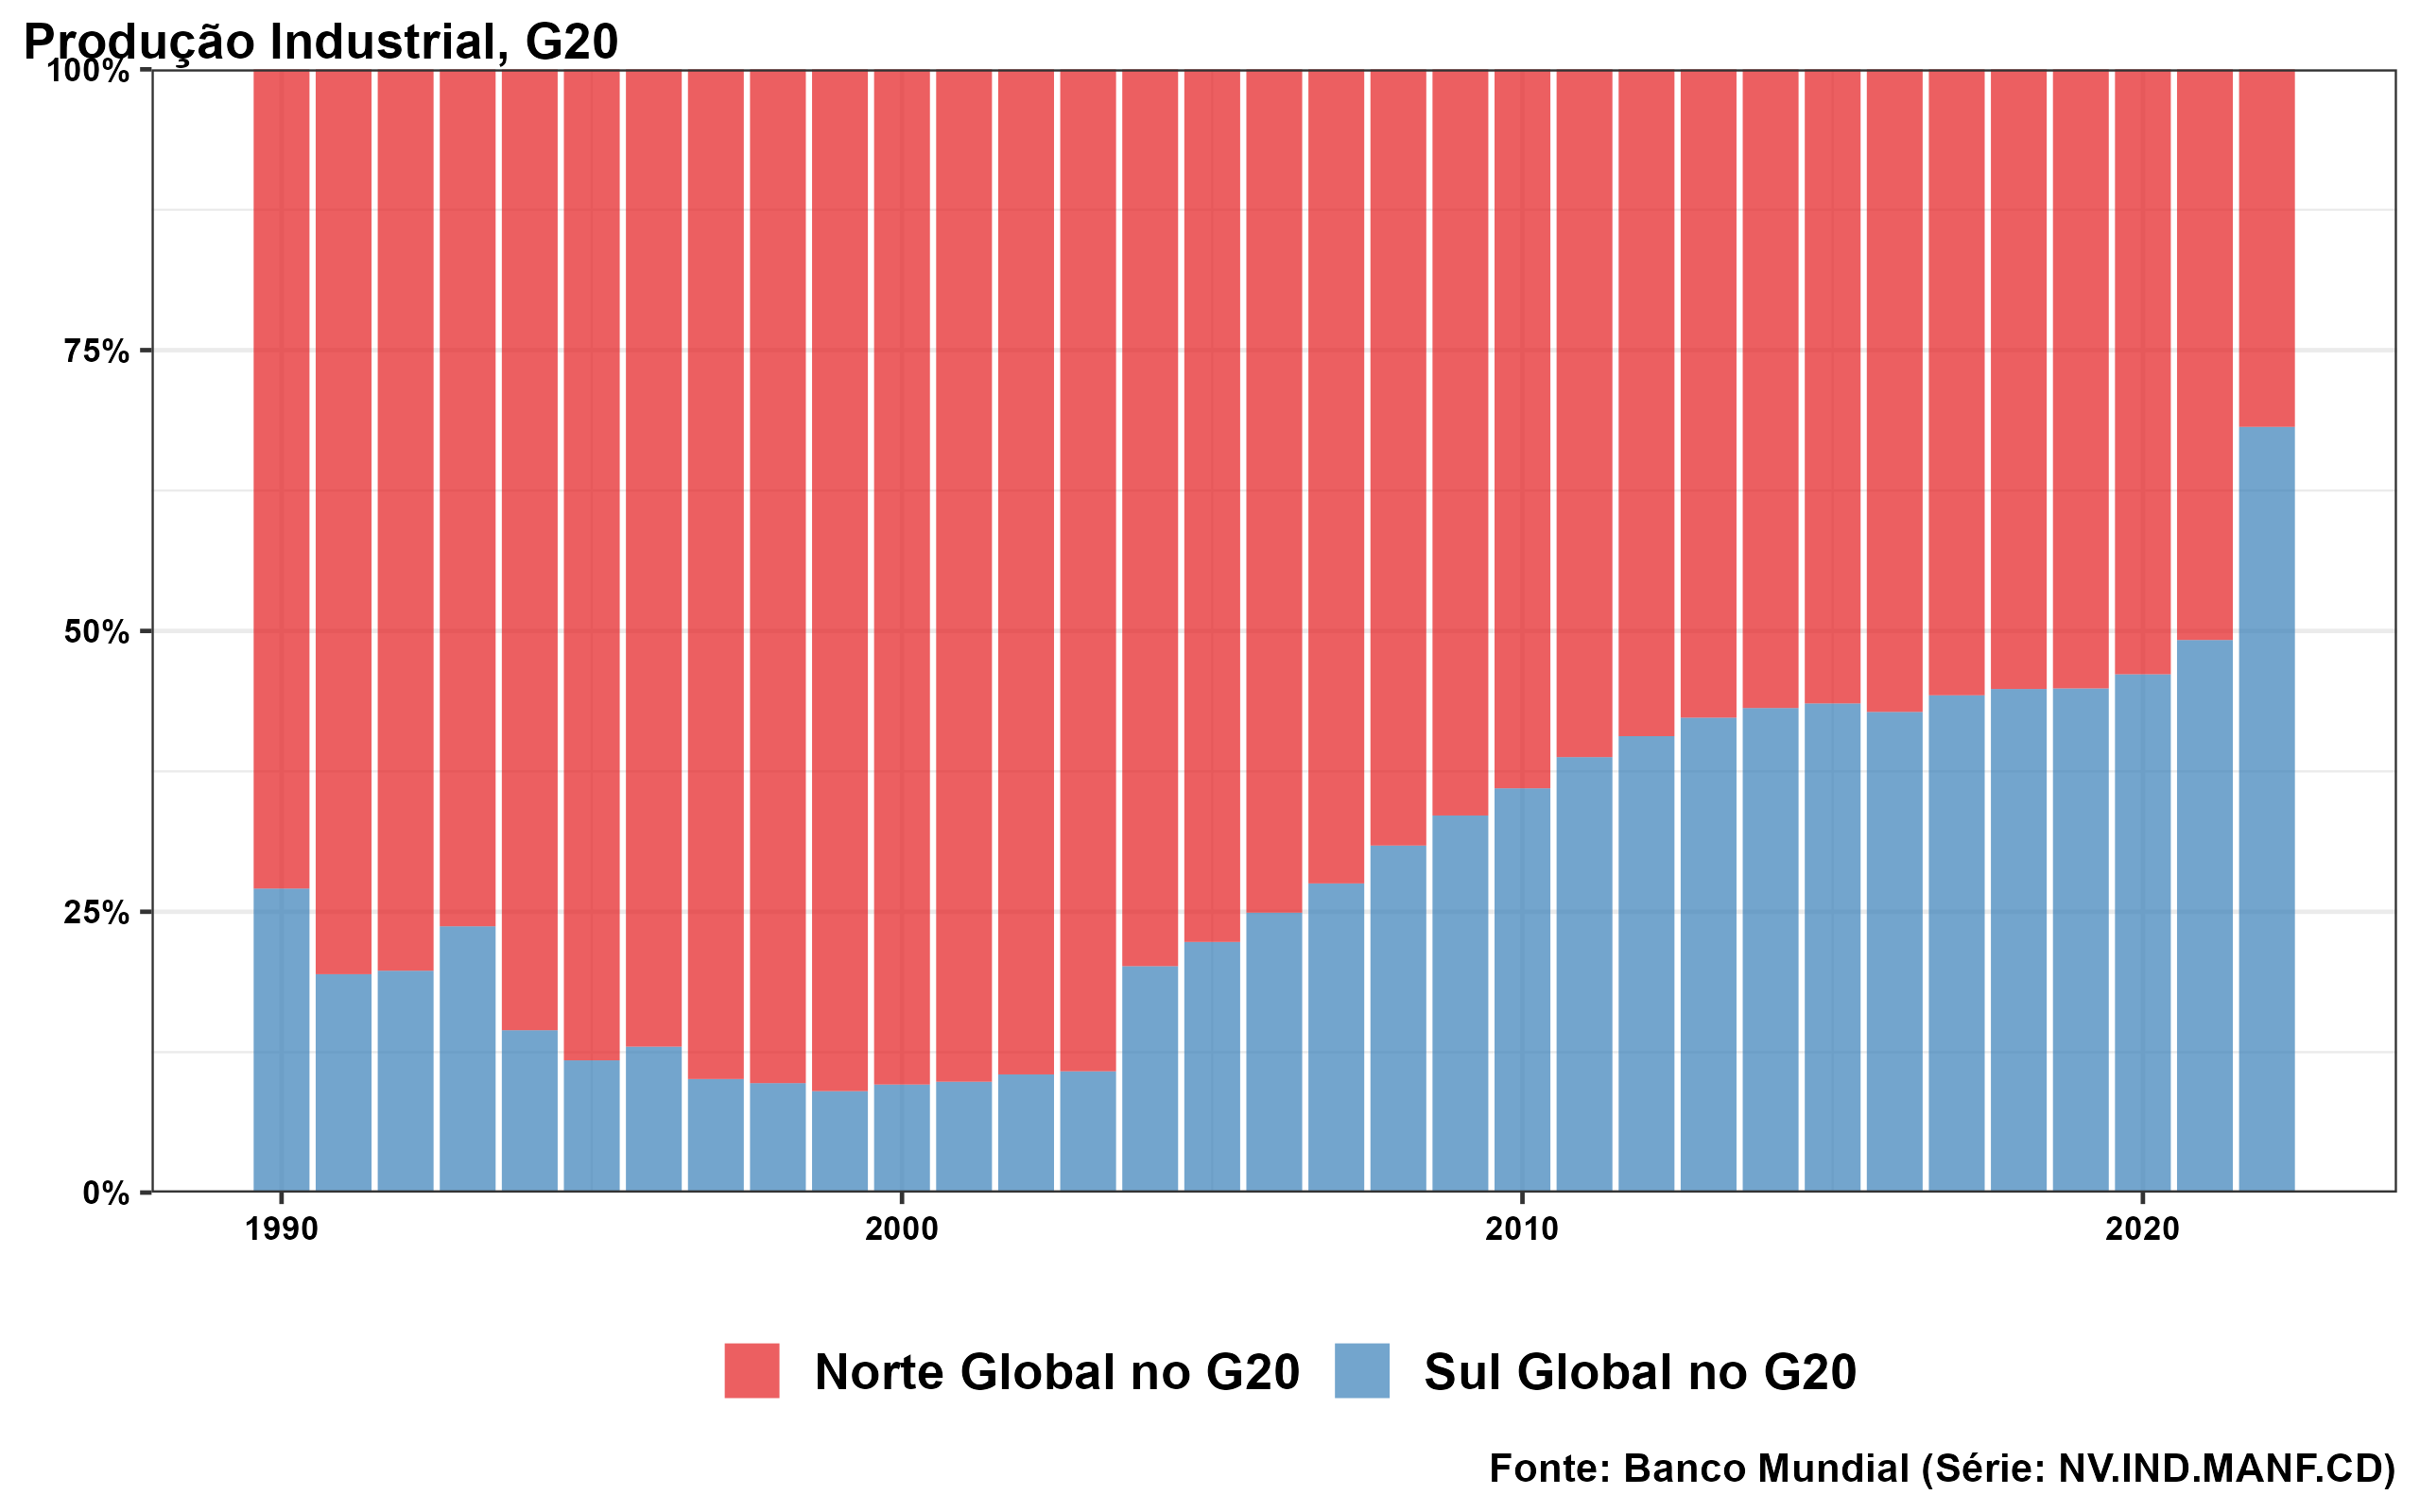 Produção Industrial, G20
100%
75%
50%
25%
0%
1990 2000 2010 2020
Norte Global no G20 Sul Global no G20
Fonte: Banco Mundial (Série: NV.IND.MANF.CD)